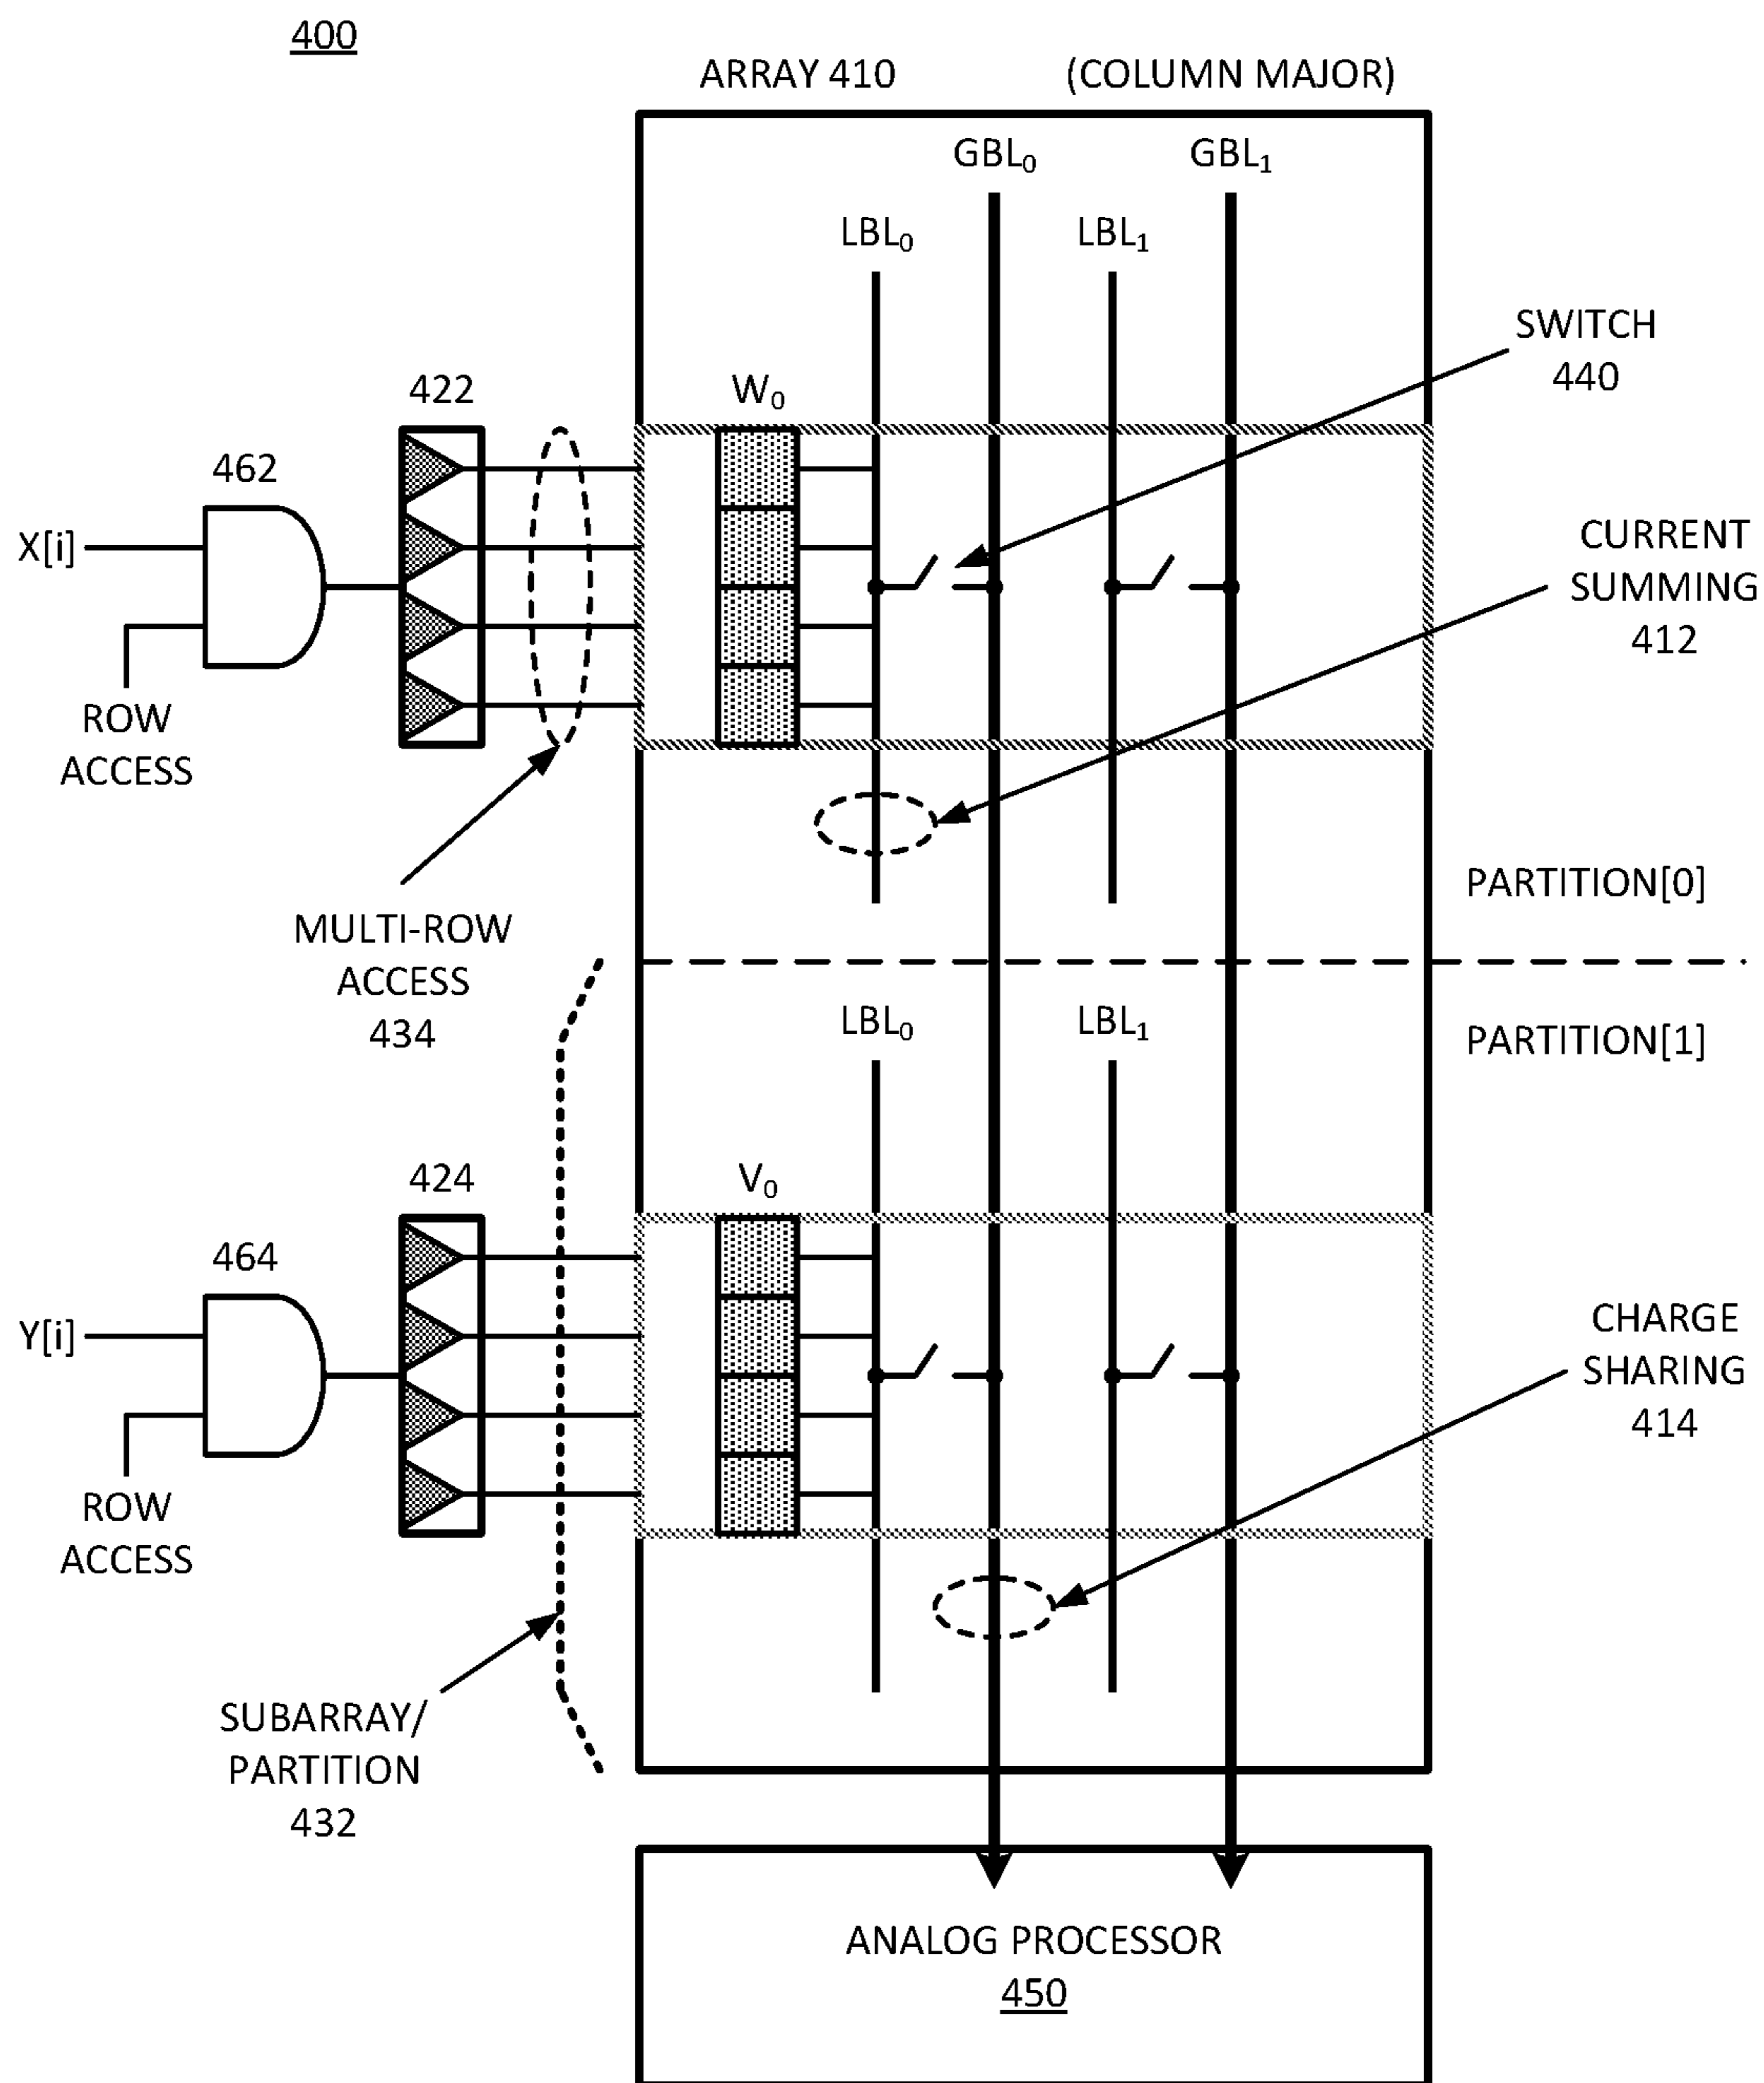 400
ARRAY 410
(COLUMN MAJOR)
GBL₀
GBL₁
LBL₀
LBL₁
SWITCH
440
422
W₀
462
X[i]
CURRENT
SUMMING
412
ROW
ACCESS
PARTITION[0]
MULTI-ROW
ACCESS
434
LBL₀
LBL₁
PARTITION[1]
424
V₀
464
Y[i]
CHARGE
SHARING
414
ROW
ACCESS
SUBARRAY/
PARTITION
432
ANALOG PROCESSOR
450